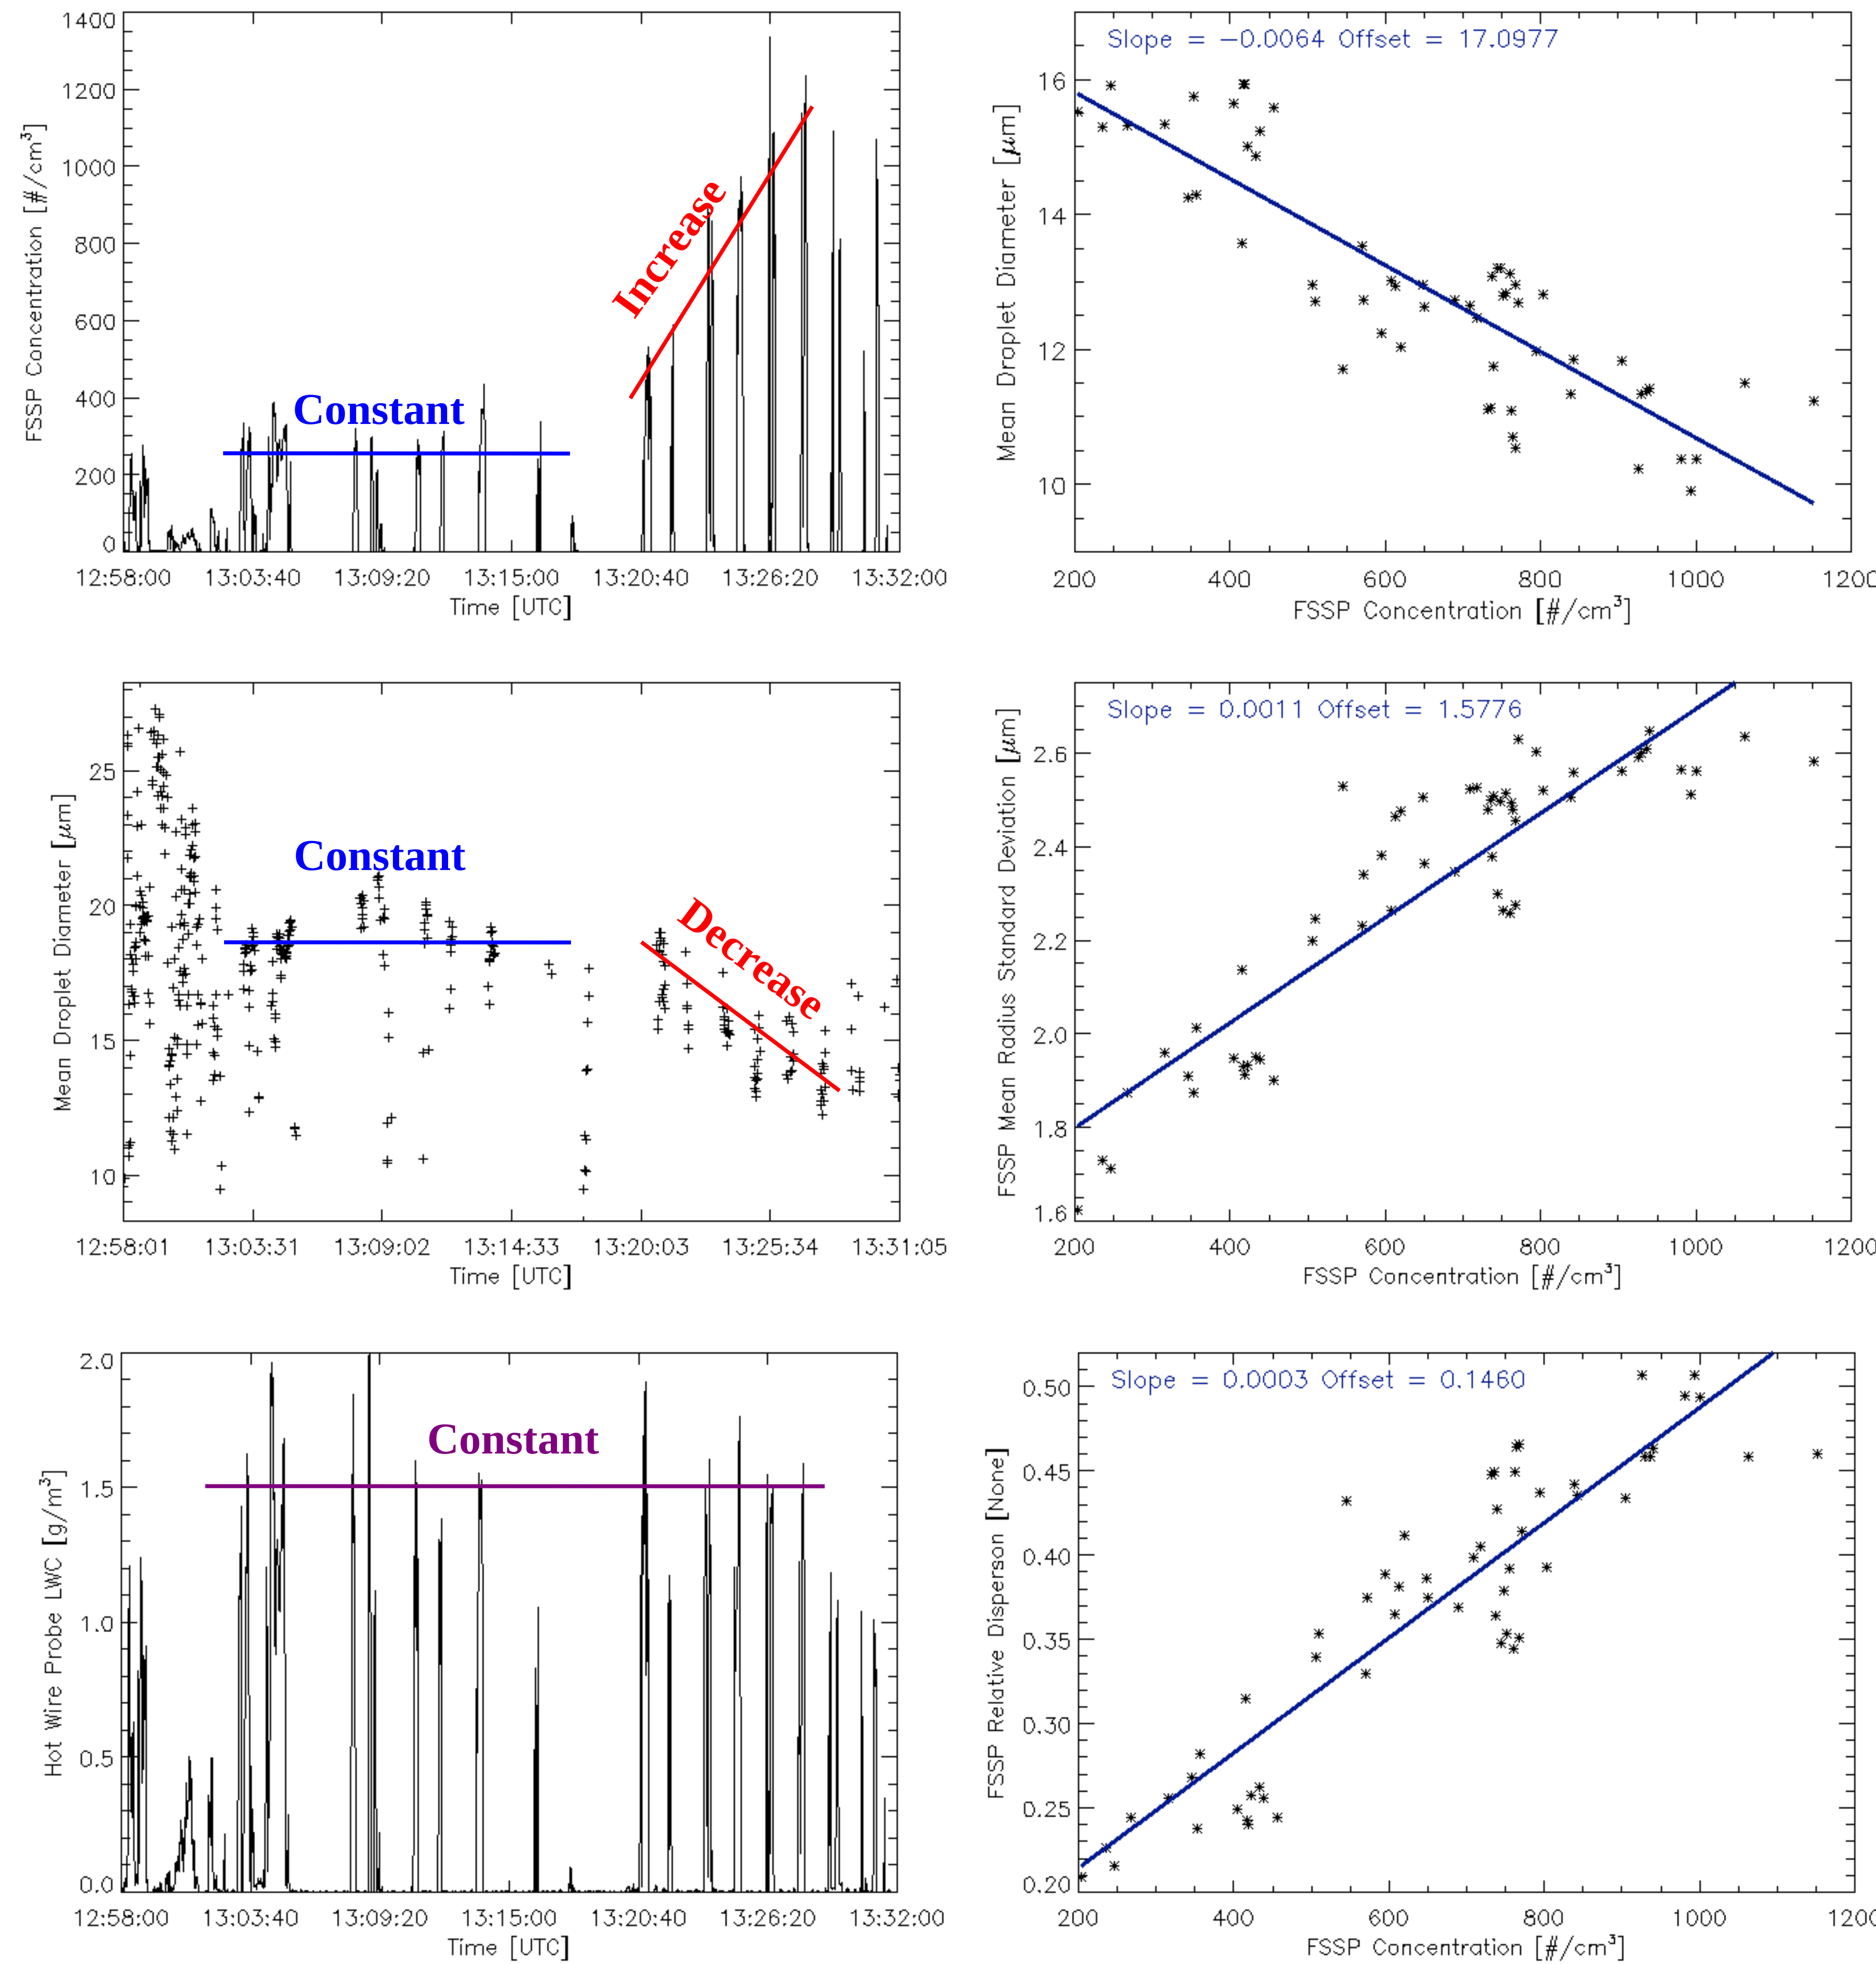 1400
1200
1000
800
600
400
200
0
FSSP Concentration [#/cm³]
Increase
Constant
12:58:00 13:03:40 13:09:20 13:15:00 13:20:40 13:26:20 13:32:00
Time [UTC]
Slope = −0.0064 Offset = 17.0977
16
14
12
10
Mean Droplet Diameter [μm]
200 400 600 800 1000 1200
FSSP Concentration [#/cm³]
25
20
15
10
Mean Droplet Diameter [μm]
Constant
Decrease
12:58:01 13:03:31 13:09:02 13:14:33 13:20:03 13:25:34 13:31:05
Time [UTC]
Slope = 0.0011 Offset = 1.5776
2.6
2.4
2.2
2.0
1.8
1.6
FSSP Mean Radius Standard Deviation [μm]
200 400 600 800 1000 1200
FSSP Concentration [#/cm³]
2.0
1.5
1.0
0.5
0.0
Hot Wire Probe LWC [g/m³]
Constant
12:58:00 13:03:40 13:09:20 13:15:00 13:20:40 13:26:20 13:32:00
Time [UTC]
Slope = 0.0003 Offset = 0.1460
0.50
0.45
0.40
0.35
0.30
0.25
0.20
FSSP Relative Disperson [None]
200 400 600 800 1000 1200
FSSP Concentration [#/cm³]